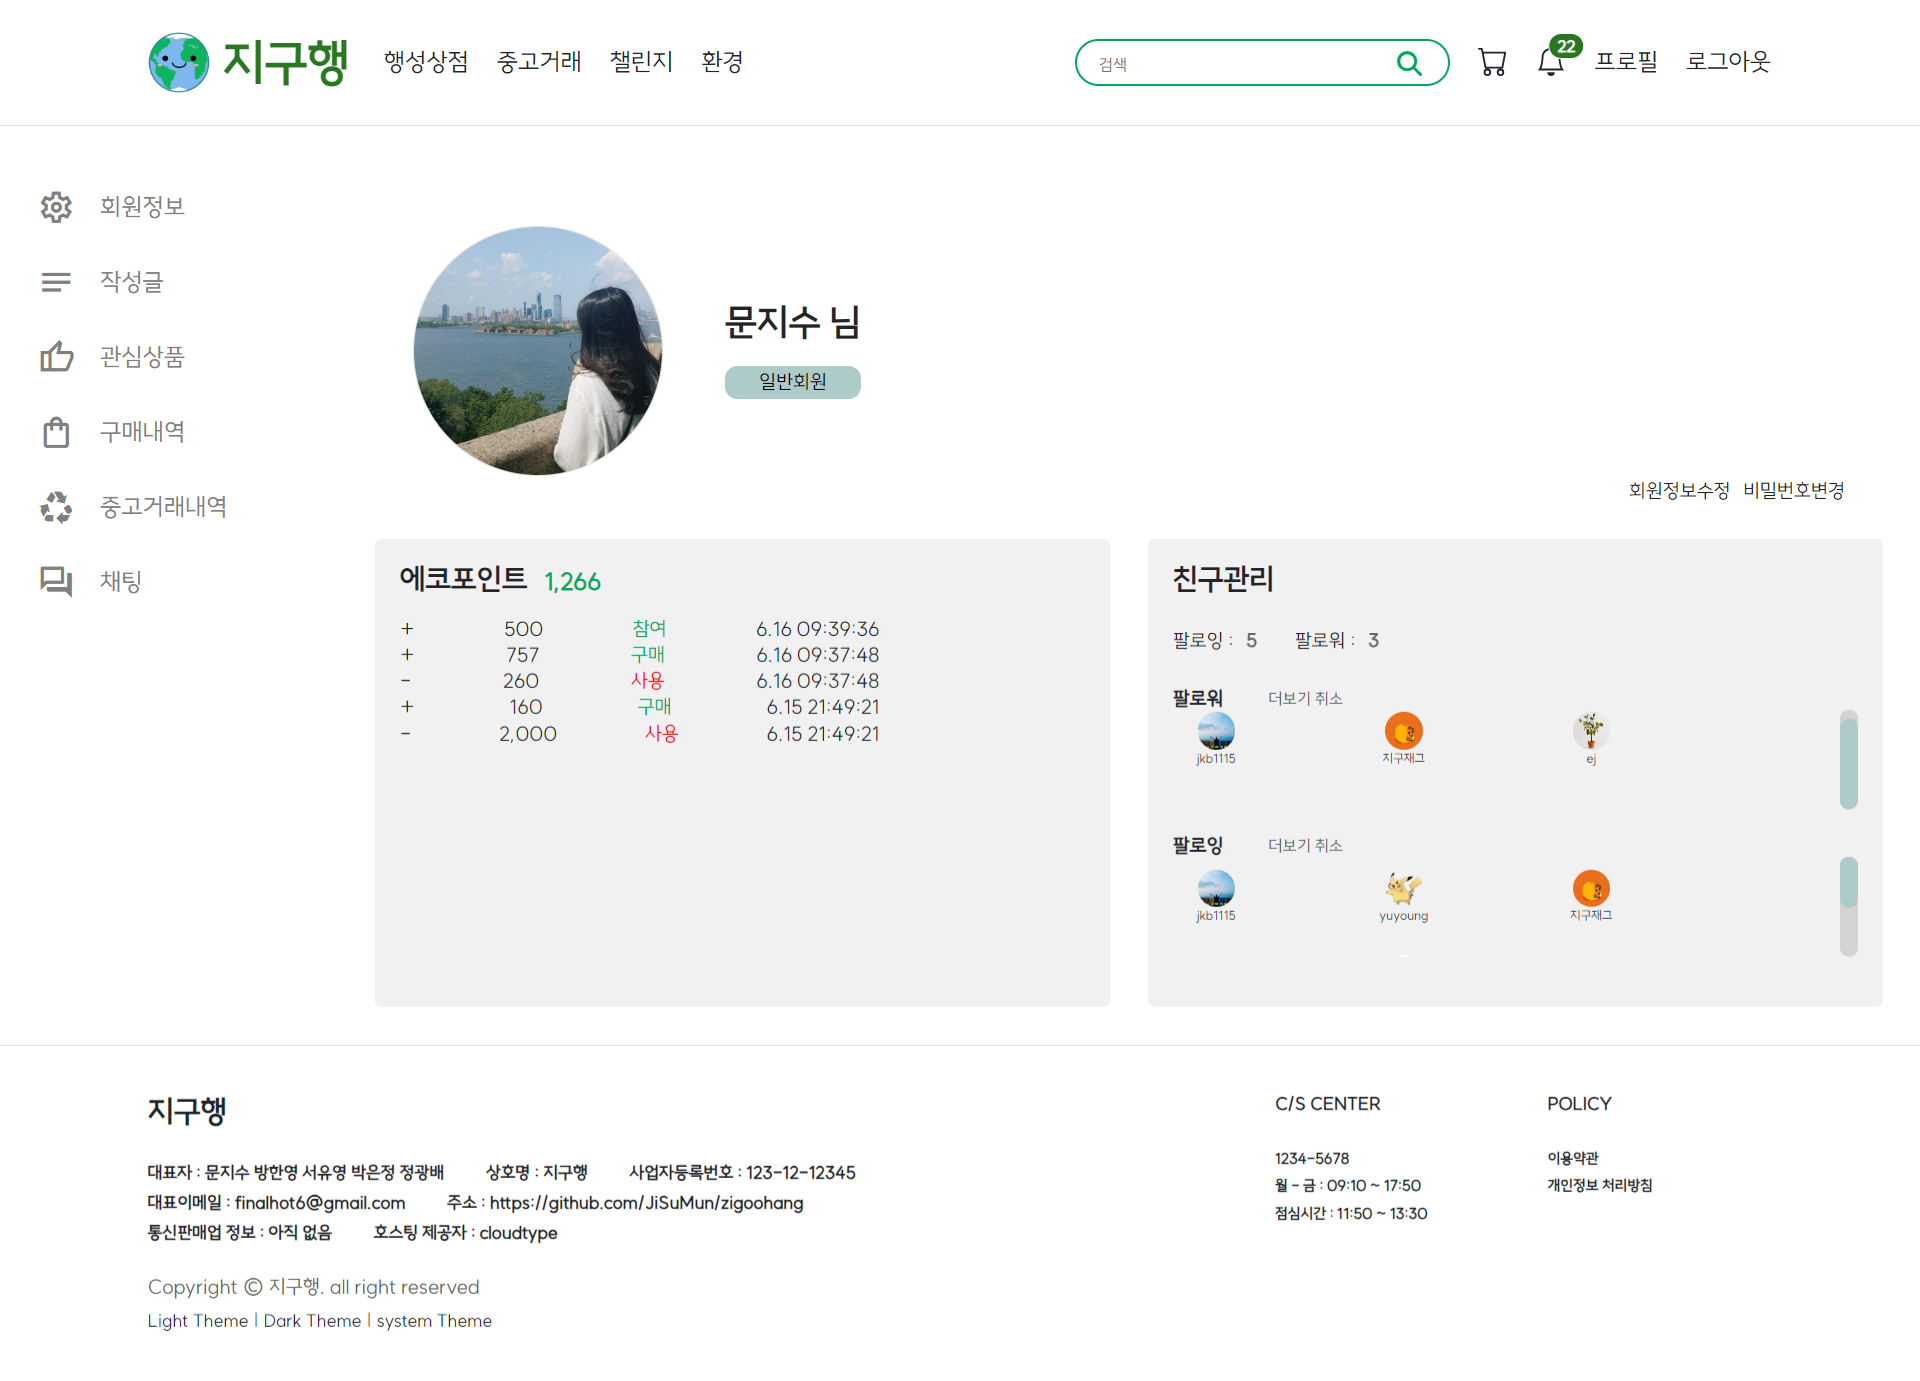 지구행 행성상점 중고거래 챌린지 환경 검색 22 프로필 로그아웃
회원정보
작성글
관심상품
구매내역
중고거래내역
채팅
문지수 님
일반회원
회원정보수정 비밀번호변경
에코포인트 1,266
+ 500 참여 6.16 09:39:36
+ 757 구매 6.16 09:37:48
- 260 사용 6.16 09:37:48
+ 160 구매 6.15 21:49:21
- 2,000 사용 6.15 21:49:21
친구관리
팔로잉 : 5 팔로워 : 3
팔로워 더보기 취소
jkb1115 지구재그 ej
팔로잉 더보기 취소
jkb1115 yuyoung 지구재그
지구행
대표자 : 문지수 방한영 서유영 박은정 정광배 상호명 : 지구행 사업자등록번호 : 123-12-12345
대표이메일 : finalhot6@gmail.com 주소 : https://github.com/JiSuMun/zigoohang
통신판매업 정보 : 아직 없음 호스팅 제공자 : cloudtype
Copyright © 지구행. all right reserved
Light Theme | Dark Theme | system Theme
C/S CENTER
1234-5678
월 - 금 : 09:10 ~ 17:50
점심시간 : 11:50 ~ 13:30
POLICY
이용약관
개인정보 처리방침